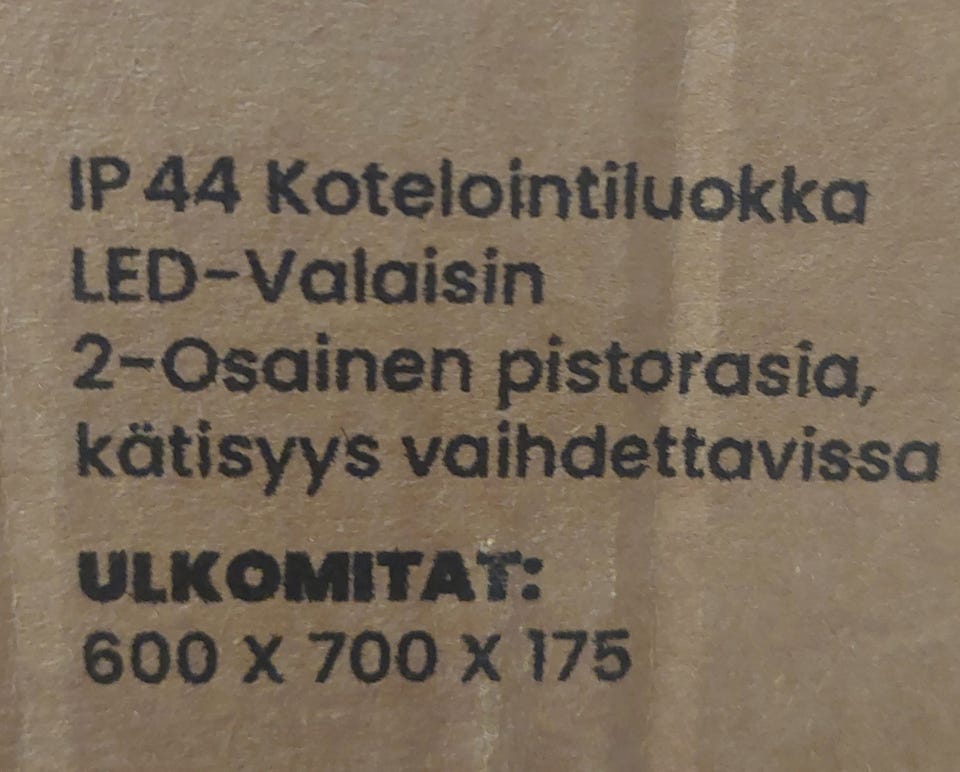 IP 44 Kotelointiluokka
LED-Valaisin
2-Osainen pistorasia,
kätisyys vaihdettavissa
ULKOMITAT:
600 X 700 X 175